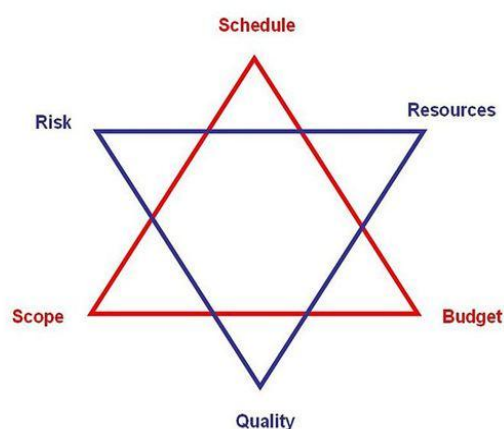 Schedule
Risk
Resources
Scope
Budget
Quality